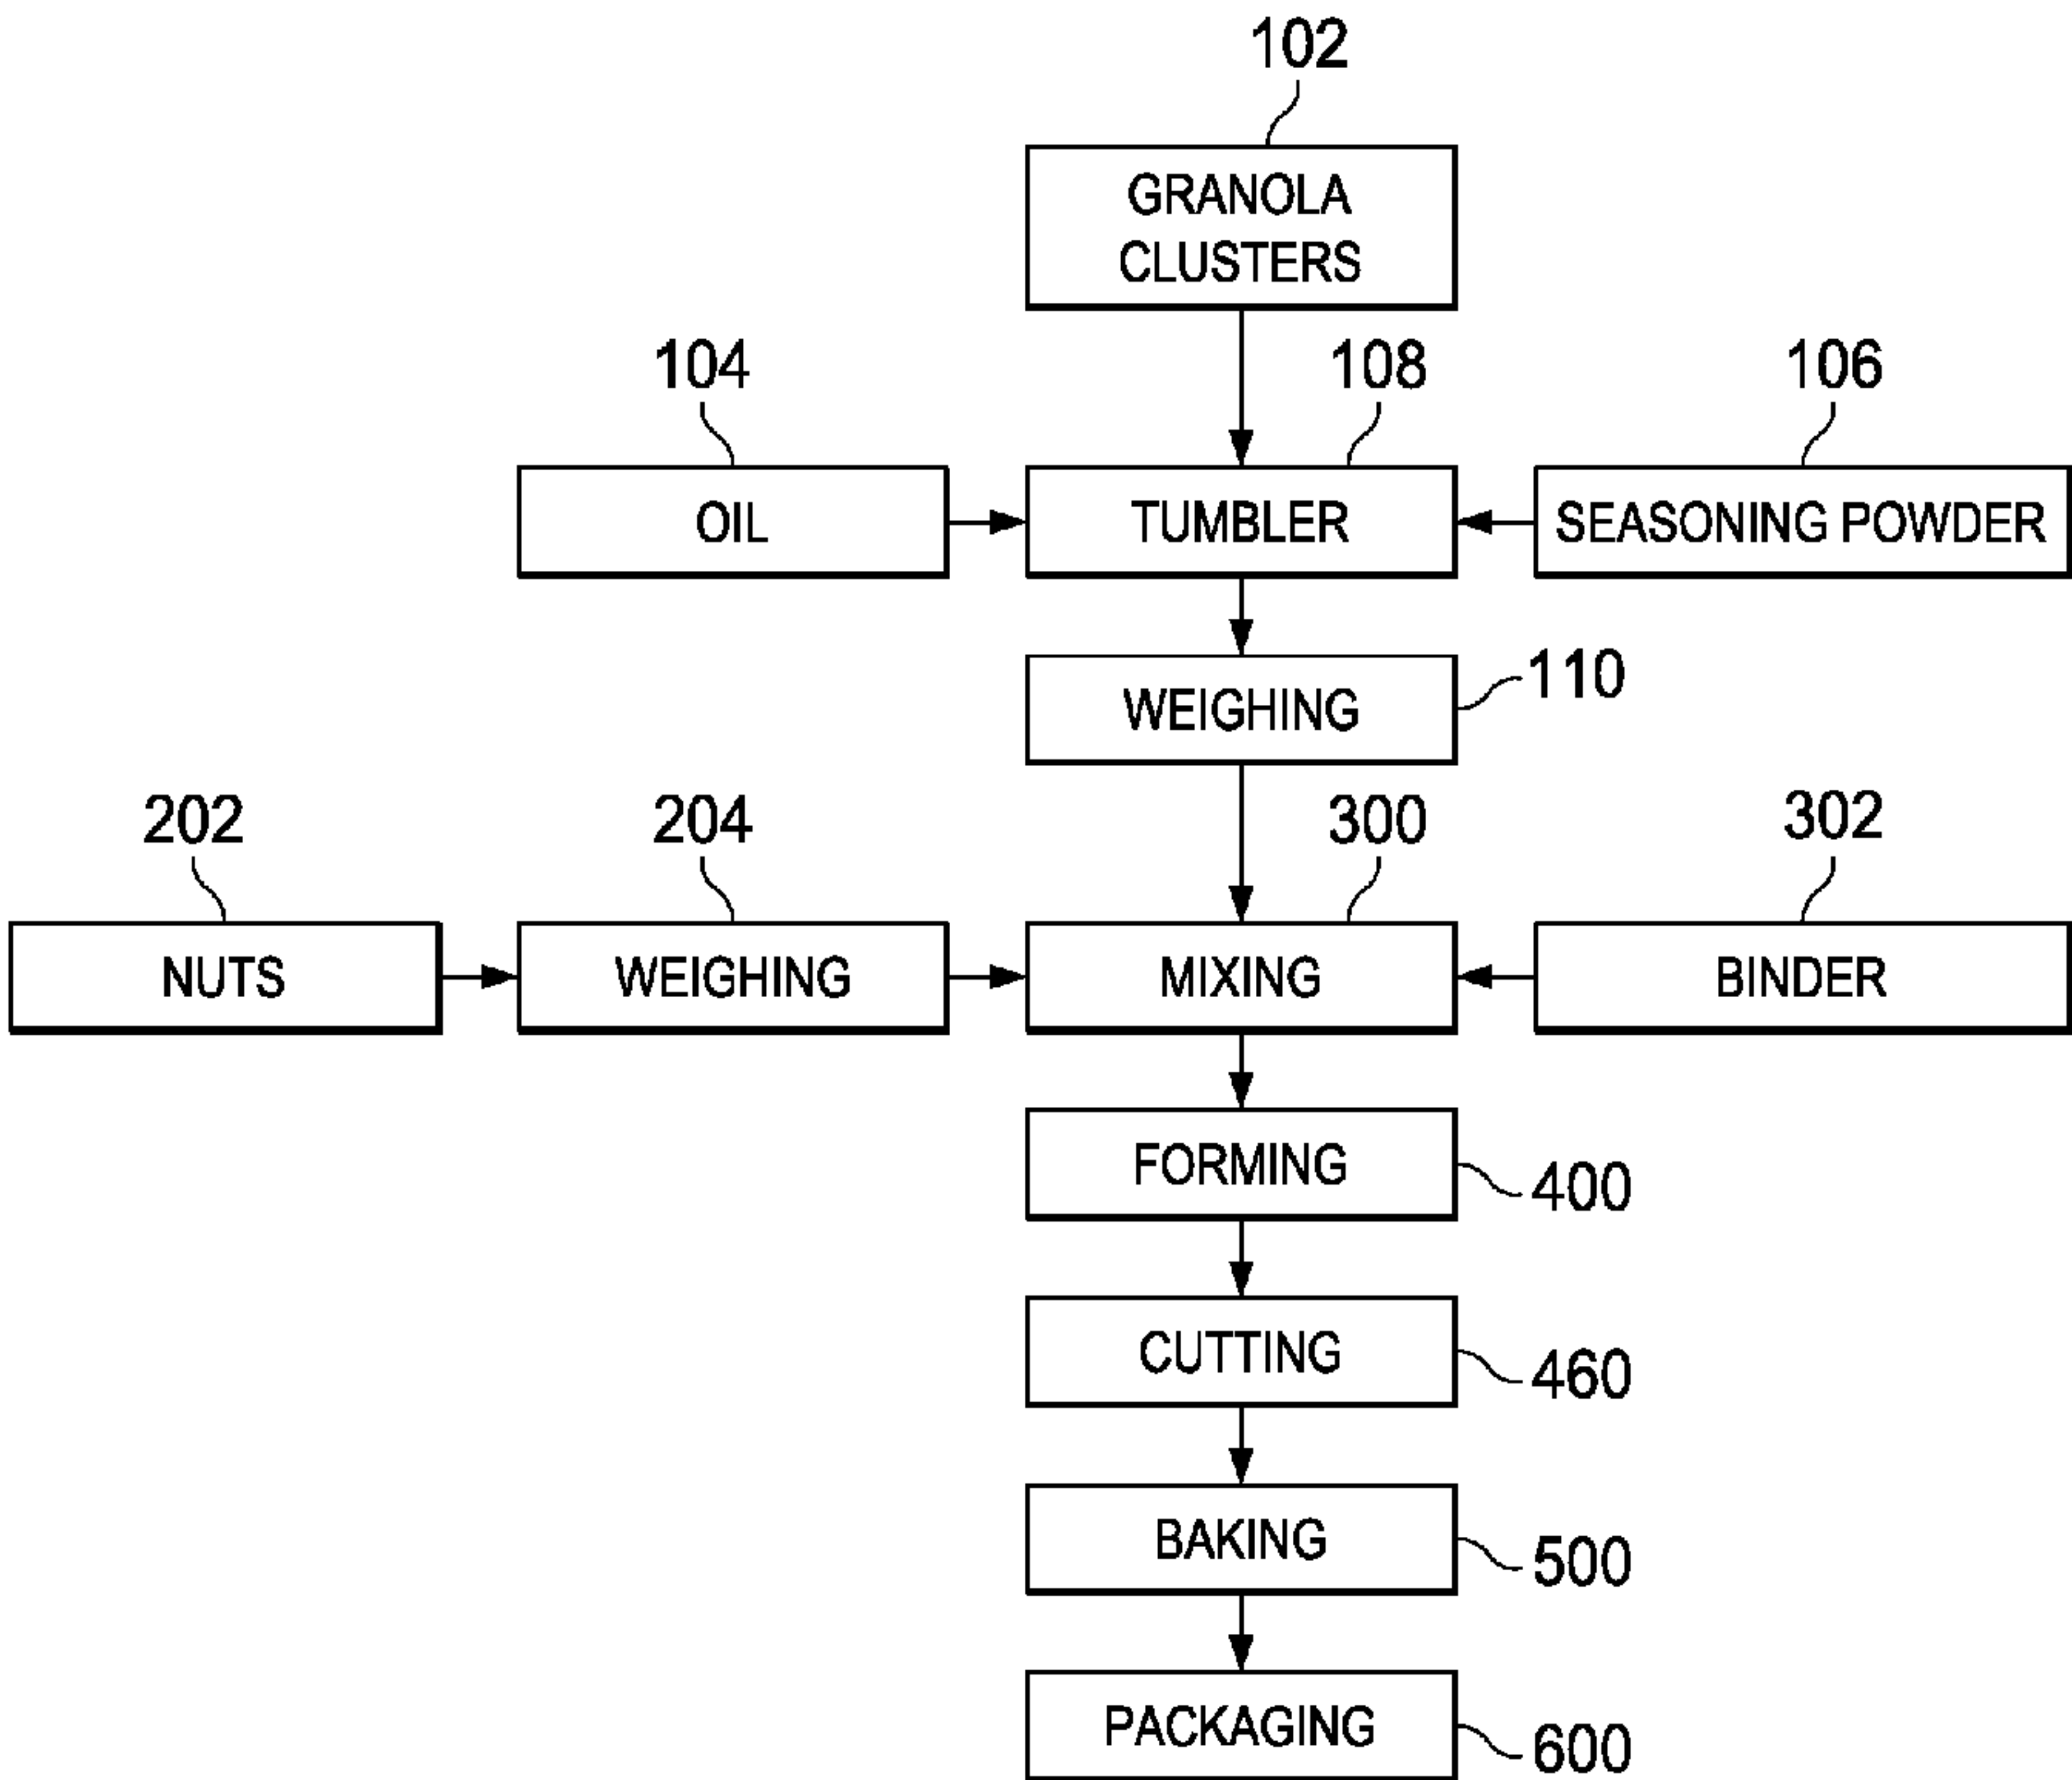 102
GRANOLA
CLUSTERS
104
108
106
OIL
TUMBLER
SEASONING POWDER
WEIGHING
110
202
204
300
302
NUTS
WEIGHING
MIXING
BINDER
FORMING
400
CUTTING
460
BAKING
500
PACKAGING
600